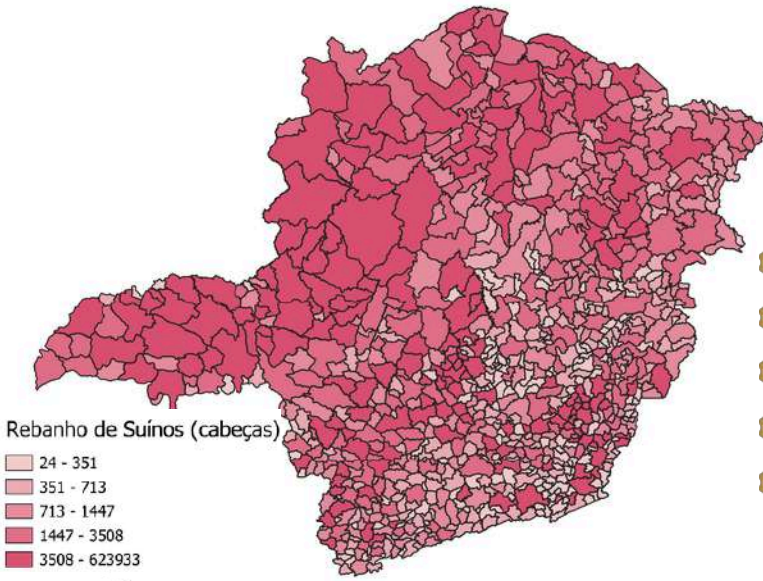 Rebanho de Suínos (cabeças)
24 - 351
351 - 713
713 - 1447
1447 - 3508
3508 - 623933